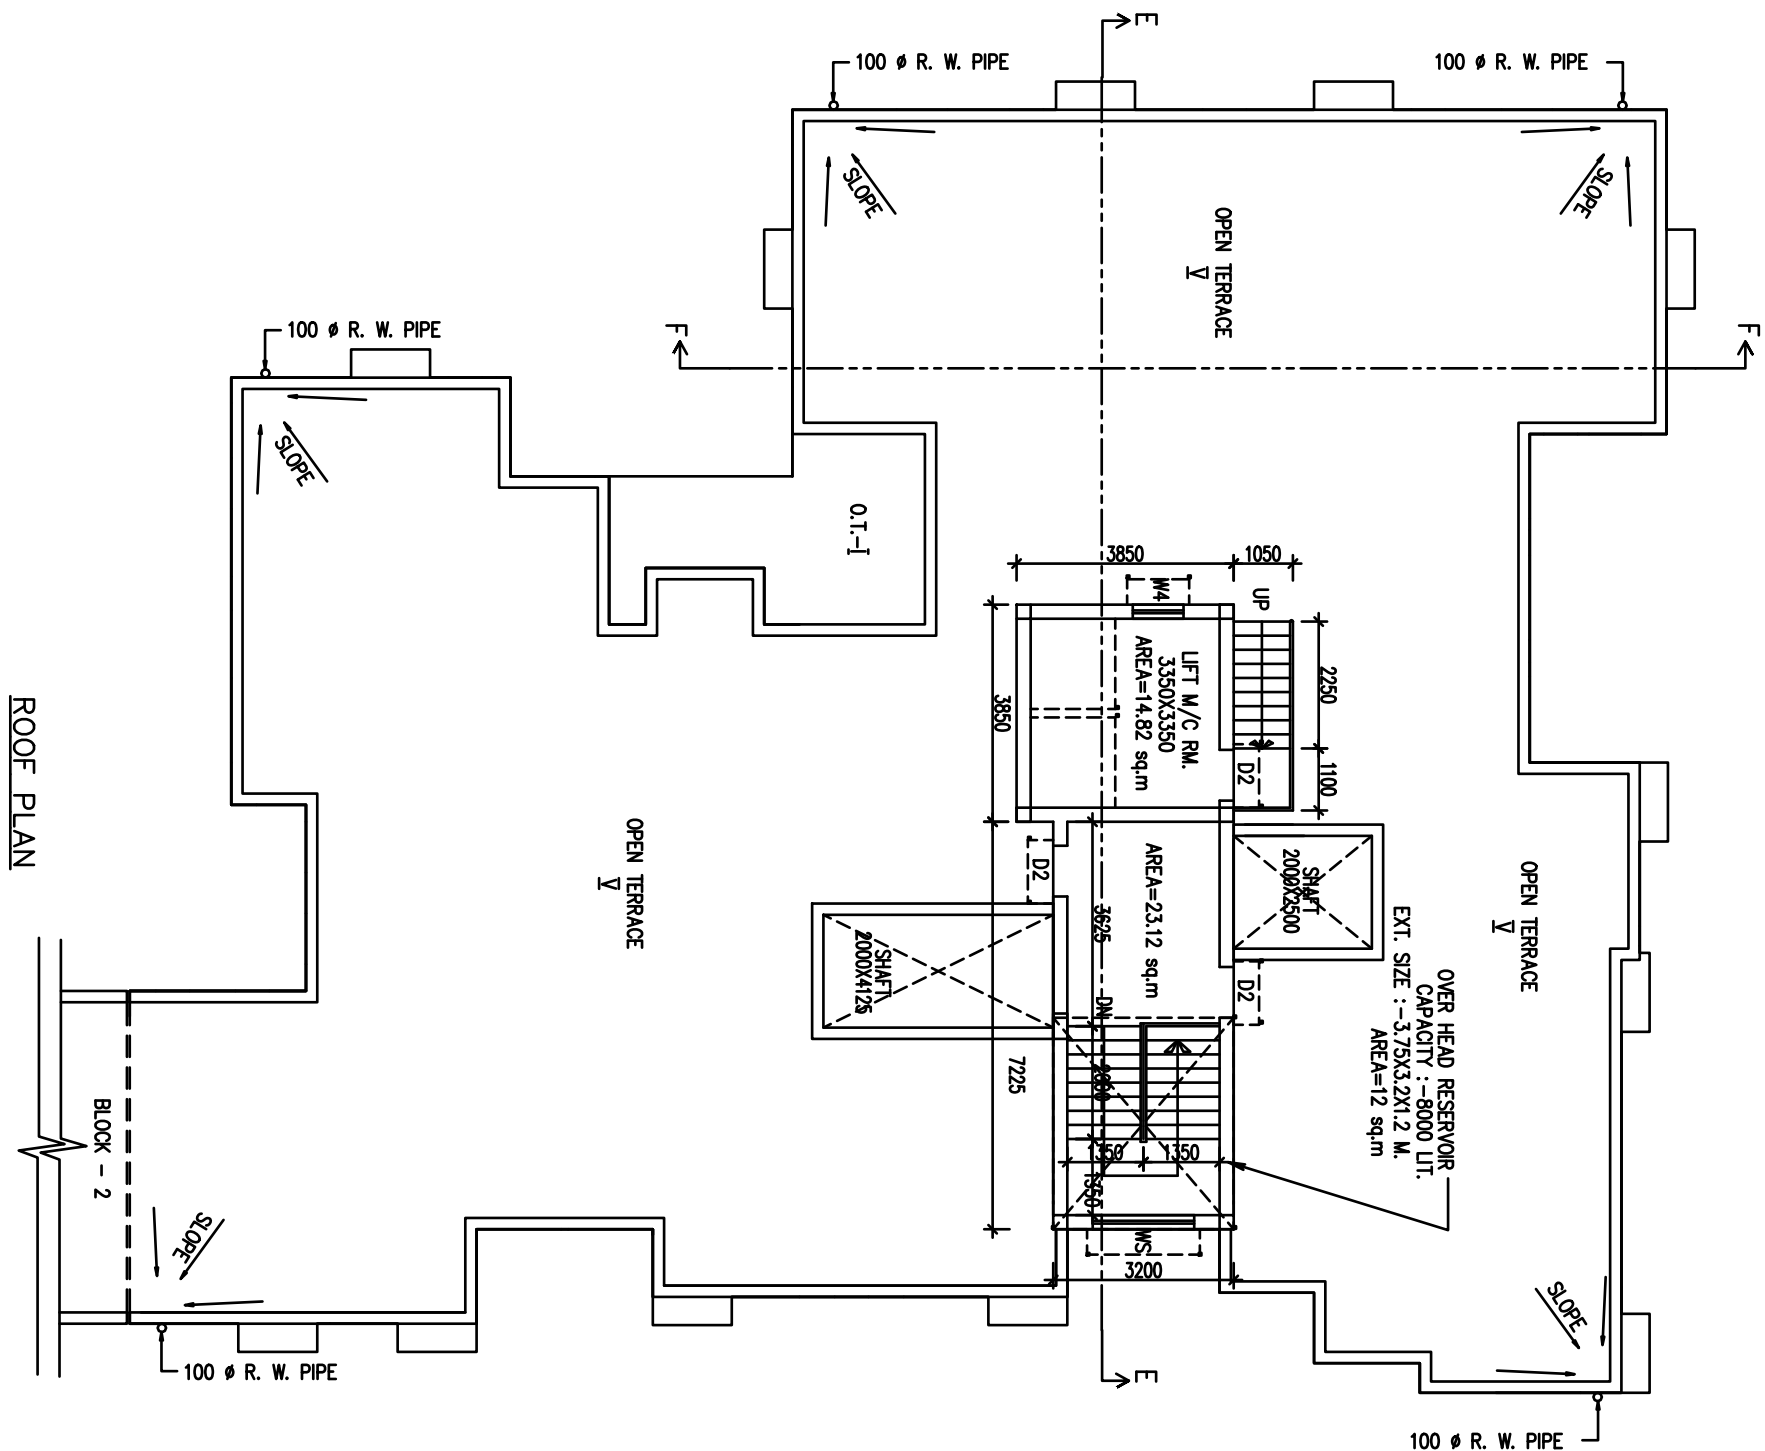 E
100 ø R. W. PIPE
100 ø R. W. PIPE
SLOPE
SLOPE
OPEN TERRACE
V
F
F
100 ø R. W. PIPE
SLOPE
O.T.-I
3850
1050
W4
UP
LIFT M/C RM.
3350X3350
AREA=14.82 sq.m
2250
1100
D2
3850
ROOF PLAN
OPEN TERRACE
V
D2
AREA=23.12 sq.m
3625
SHAFT
2000X2500
OPEN TERRACE
V
SHAFT
2000X4125
D2
DN
OVER HEAD RESERVOIR
CAPACITY :-8000 LIT.
EXT. SIZE :-3.75X3.2X1.2 M.
AREA=12 sq.m
7225
BLOCK - 2
1350
1350
1350
WS
3200
SLOPE
SLOPE
100 ø R. W. PIPE
E
100 ø R. W. PIPE